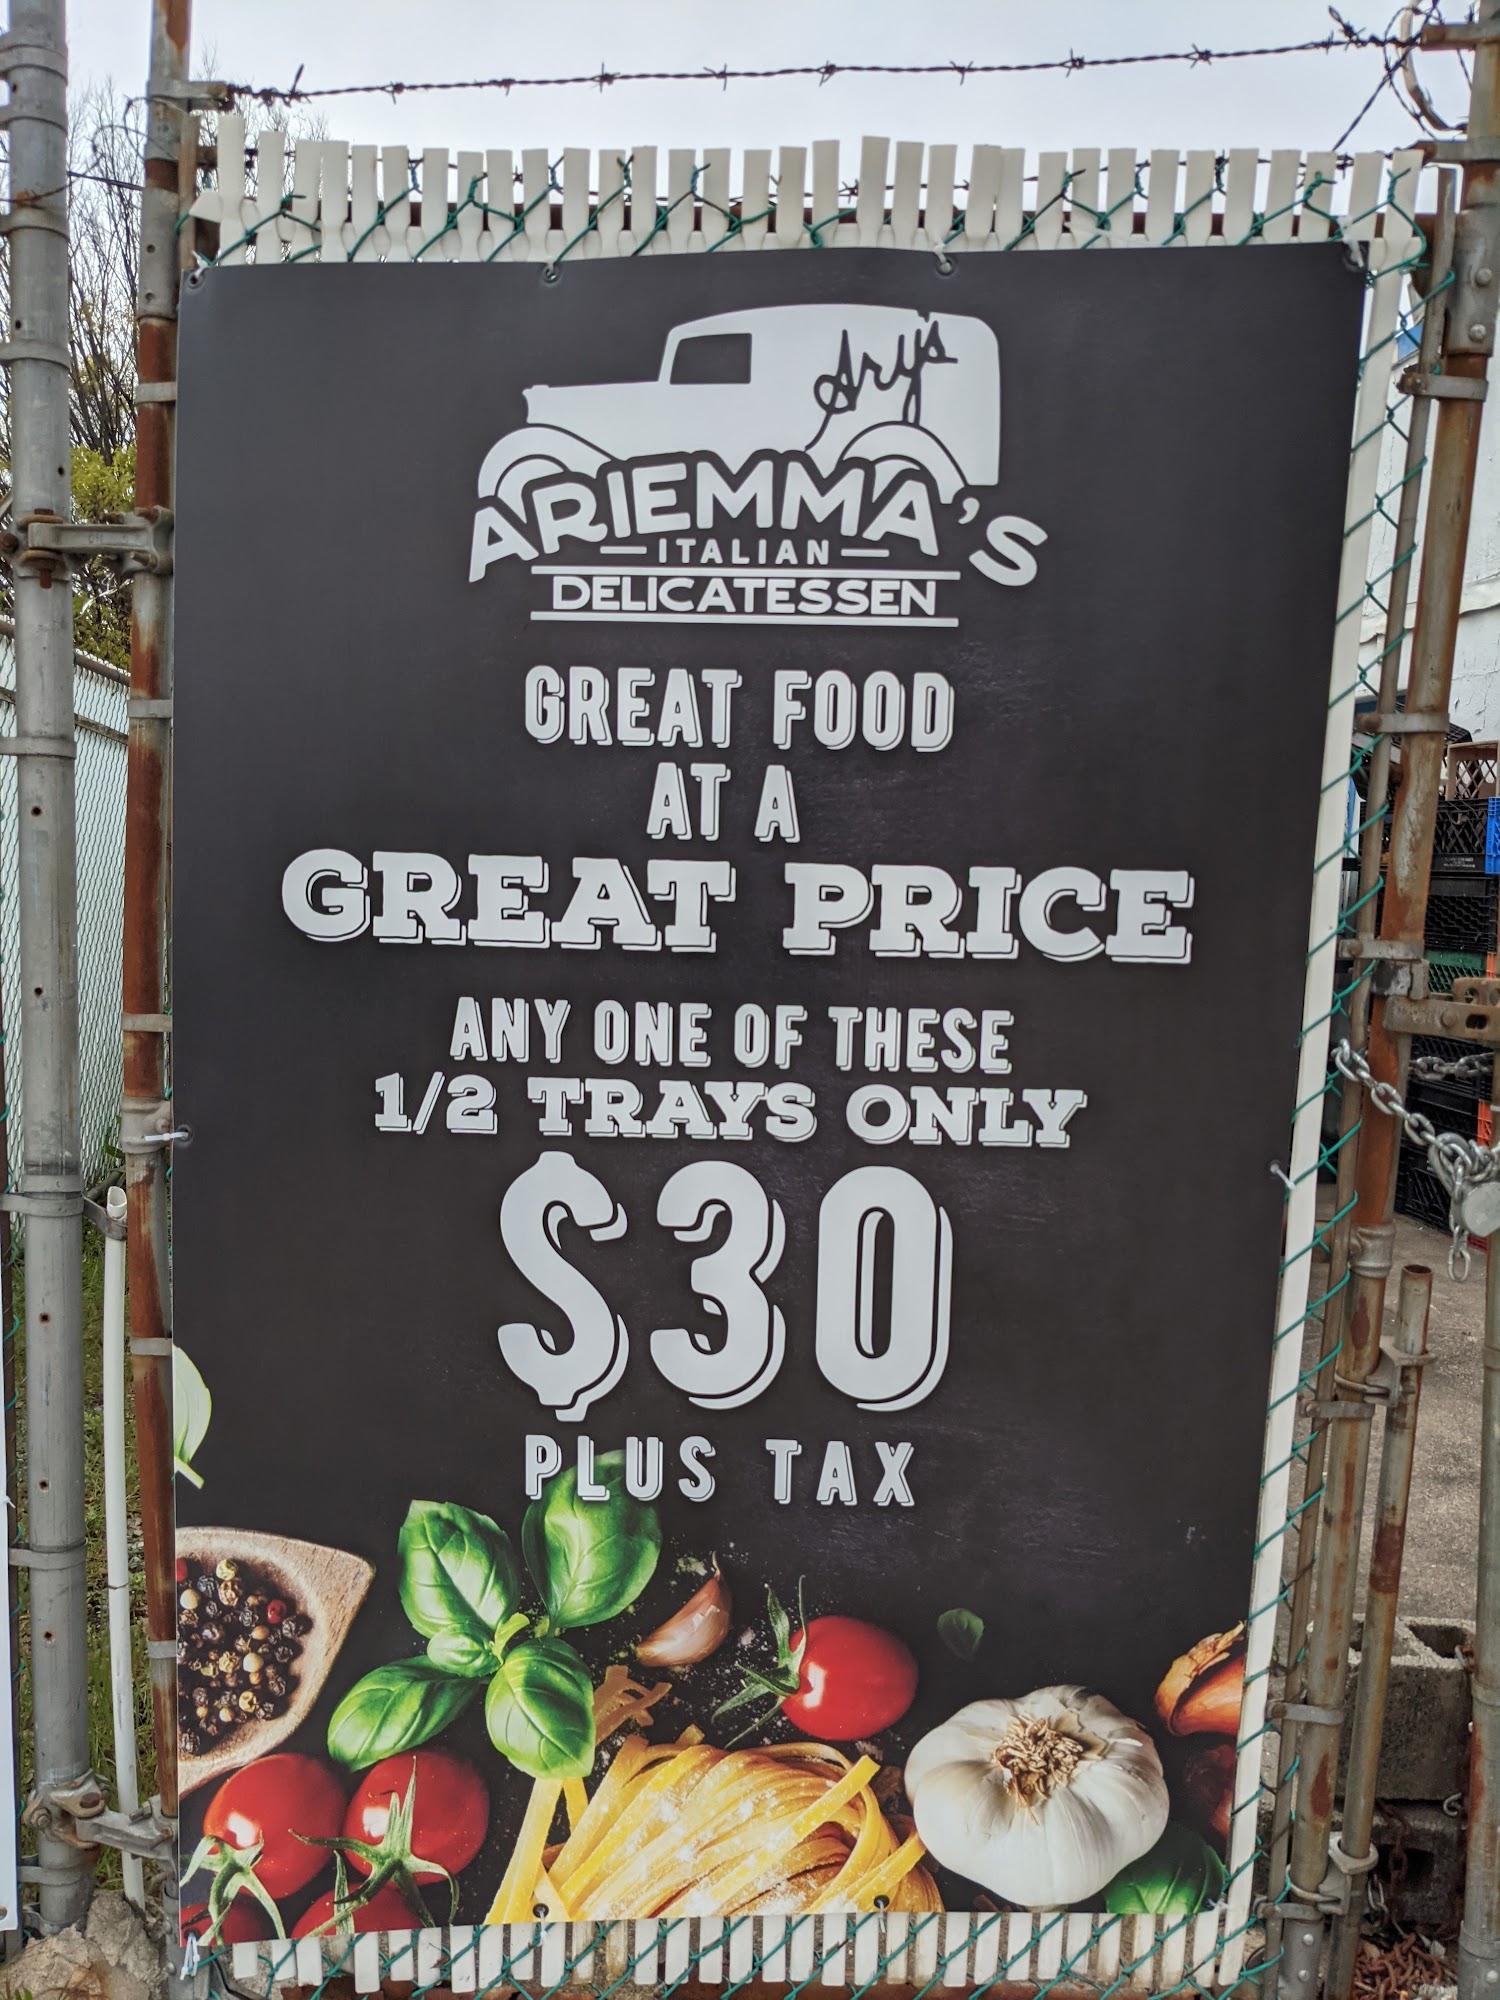 Ary's
ARIEMMA'S
ITALIAN
DELICATESSEN
GREAT FOOD
AT A
GREAT PRICE
ANY ONE OF THESE
1/2 TRAYS ONLY
$30
PLUS TAX